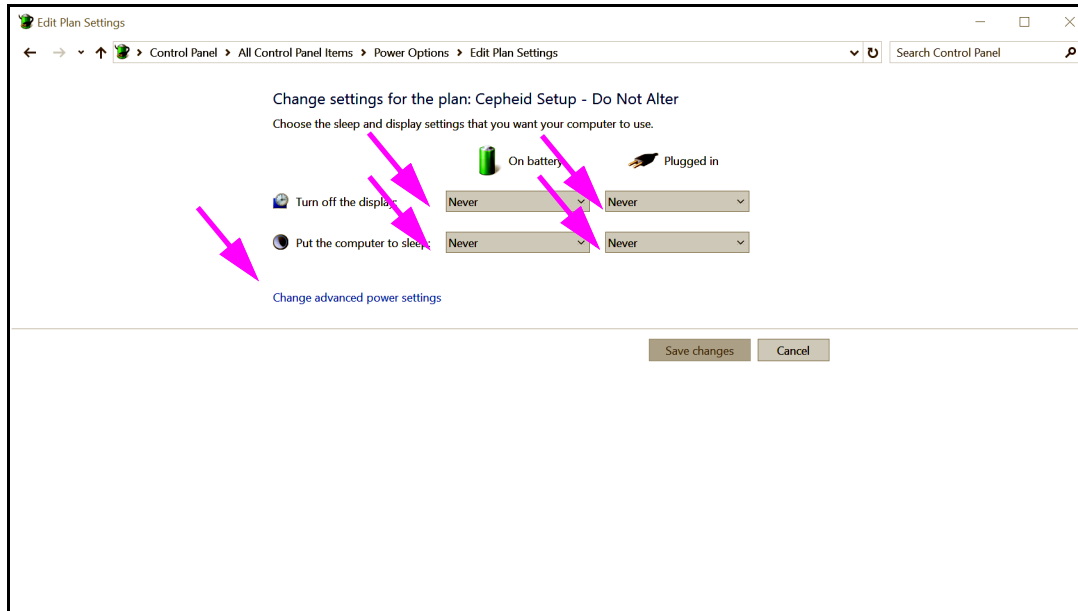 Edit Plan Settings
Control Panel > All Control Panel Items > Power Options > Edit Plan Settings
Search Control Panel
Change settings for the plan: Cepheid Setup - Do Not Alter
Choose the sleep and display settings that you want your computer to use.
On battery Plugged in
Turn off the display: Never Never
Put the computer to sleep: Never Never
Change advanced power settings
Save changes Cancel